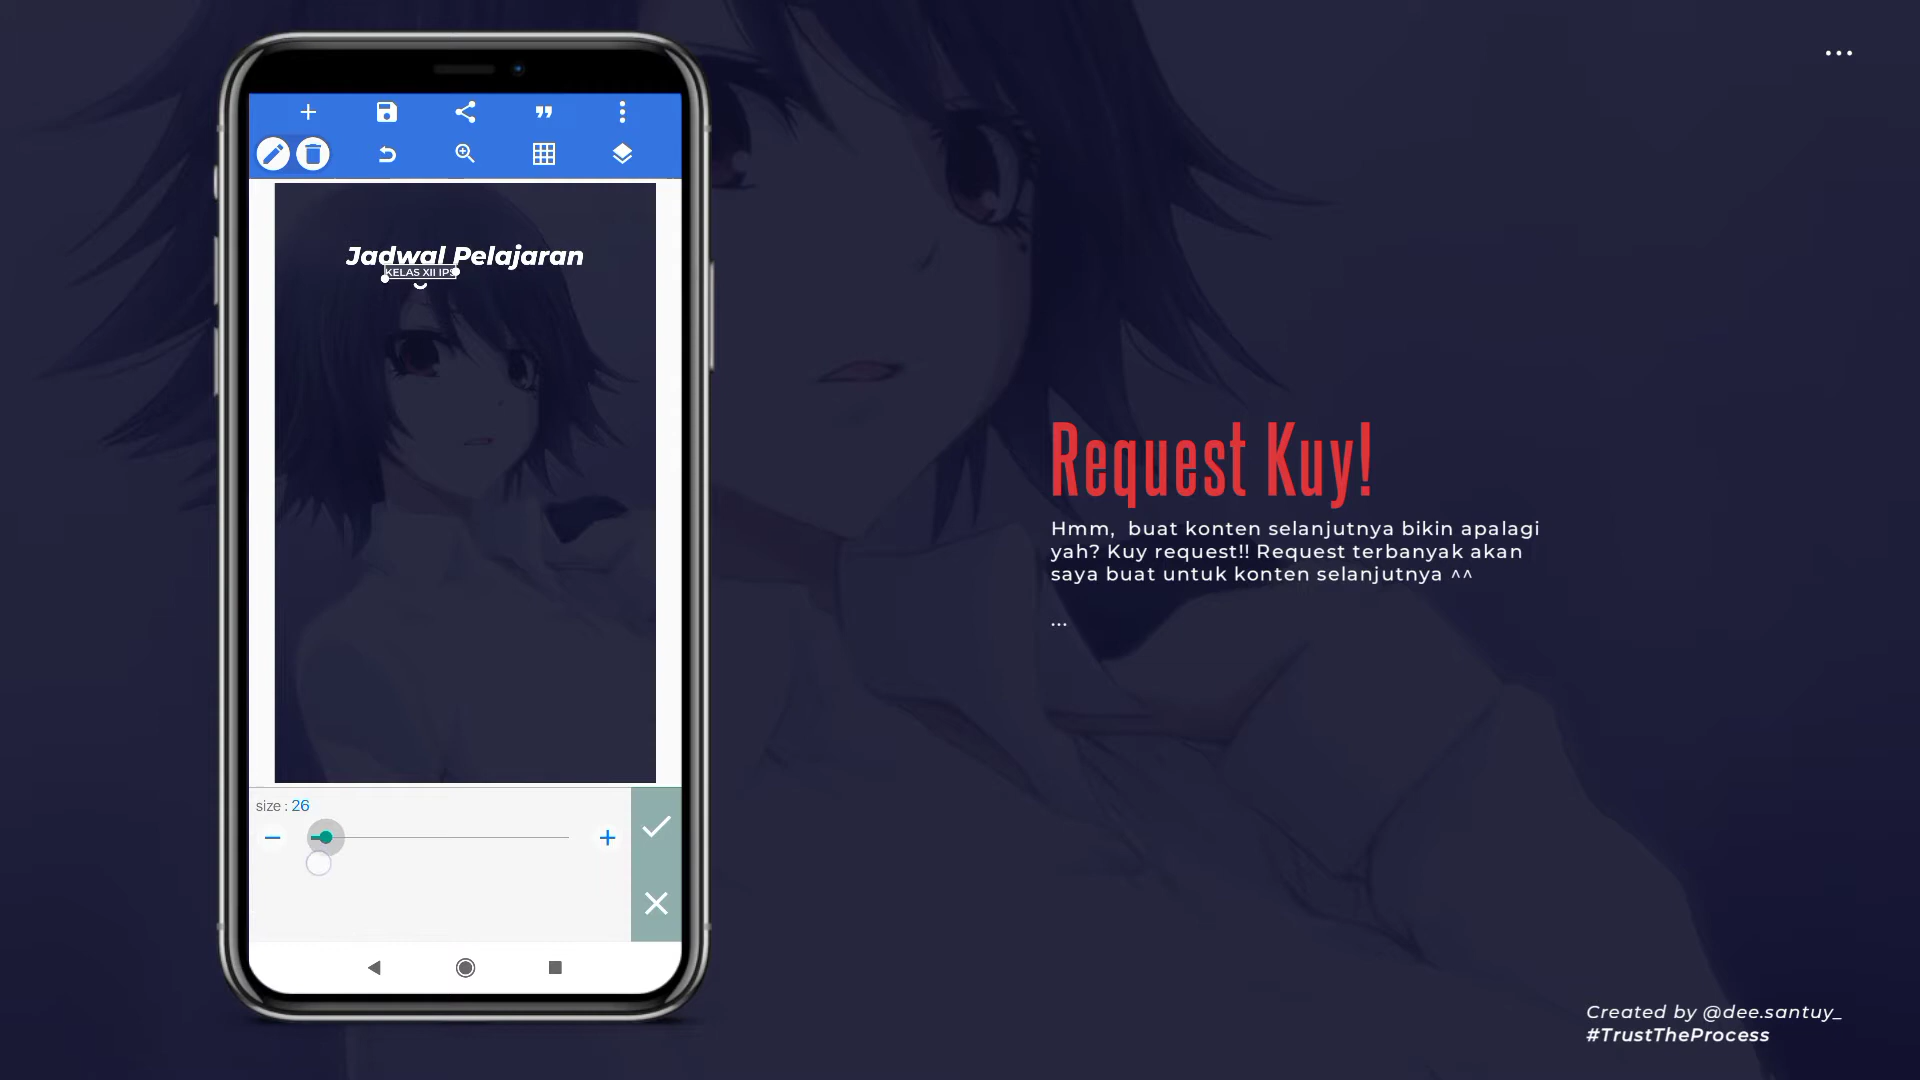 Jadwal Pelajaran
KELAS XII IPS
size : 26
Request Kuy!
Hmm, buat konten selanjutnya bikin apalagi
yah? Kuy request!! Request terbanyak akan
saya buat untuk konten selanjutnya ^^
...
Created by @dee.santuy_
#TrustTheProcess